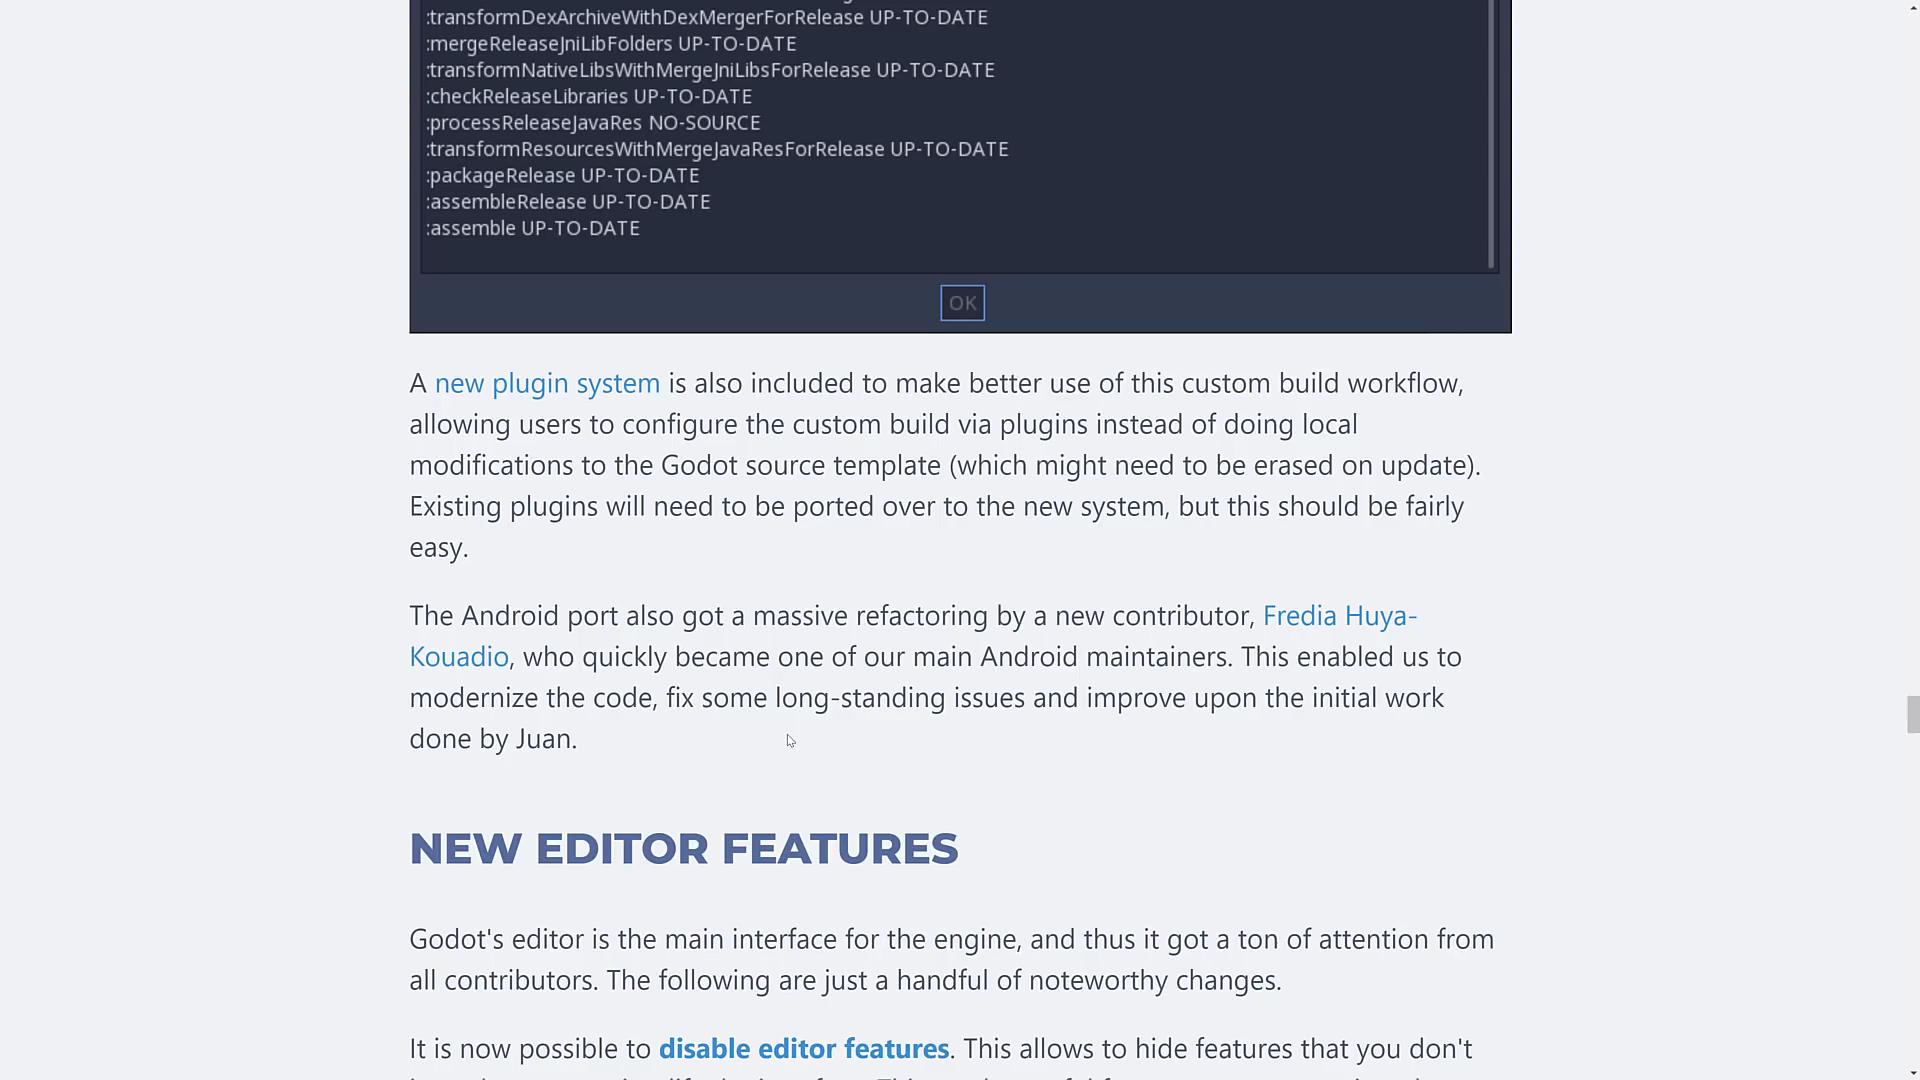 :transformDexArchiveWithDexMergerForRelease UP-TO-DATE
:mergeReleaseJniLibFolders UP-TO-DATE
:transformNativeLibsWithMergeJniLibsForRelease UP-TO-DATE
:checkReleaseLibraries UP-TO-DATE
:processReleaseJavaRes NO-SOURCE
:transformResourcesWithMergeJavaResForRelease UP-TO-DATE
:packageRelease UP-TO-DATE
:assembleRelease UP-TO-DATE
:assemble UP-TO-DATE
OK
A new plugin system is also included to make better use of this custom build workflow,
allowing users to configure the custom build via plugins instead of doing local
modifications to the Godot source template (which might need to be erased on update).
Existing plugins will need to be ported over to the new system, but this should be fairly
easy.
The Android port also got a massive refactoring by a new contributor, Fredia Huya-
Kouadio, who quickly became one of our main Android maintainers. This enabled us to
modernize the code, fix some long-standing issues and improve upon the initial work
done by Juan.
NEW EDITOR FEATURES
Godot's editor is the main interface for the engine, and thus it got a ton of attention from
all contributors. The following are just a handful of noteworthy changes.
It is now possible to disable editor features. This allows to hide features that you don't